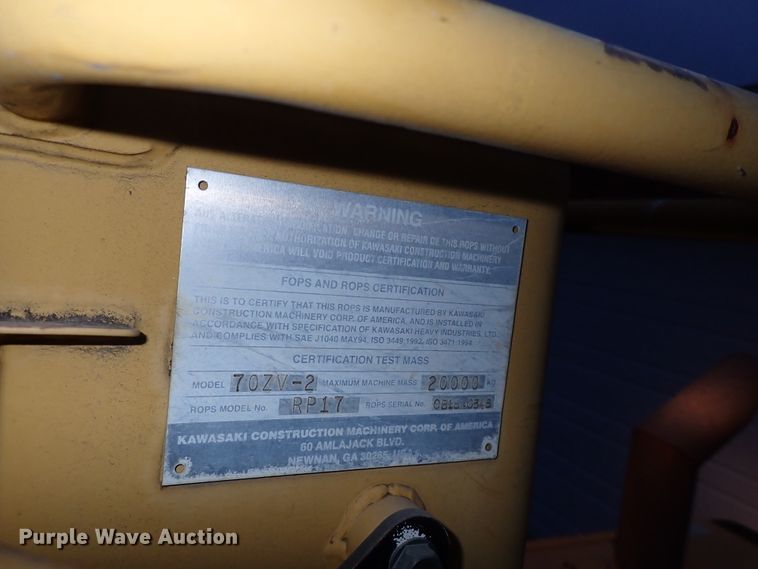 WARNING
ANY ALTERATION, MODIFICATION, CHANGE OR REPAIR OF THIS ROPS WITHOUT
AUTHORIZATION OF KAWASAKI CONSTRUCTION MACHINERY
AMERICA WILL VOID PRODUCT CERTIFICATION AND WARRANTY.
FOPS AND ROPS CERTIFICATION
THIS IS TO CERTIFY THAT THIS ROPS IS MANUFACTURED BY KAWASAKI
CONSTRUCTION MACHINERY CORP. OF AMERICA, AND IS INSTALLED IN
ACCORDANCE WITH SPECIFICATION OF KAWASAKI HEAVY INDUSTRIES, LTD.
AND COMPLIES WITH SAE J1040 MAY94, ISO 3449-1992, ISO 3471-1994.
CERTIFICATION TEST MASS
MODEL 70ZV-2 MAXIMUM MACHINE MASS 20000 KG
ROPS MODEL No. RP17 ROPS SERIAL No.
KAWASAKI CONSTRUCTION MACHINERY CORP. OF AMERICA
60 AMLAJACK BLVD.
NEWNAN, GA 30265, USA
Purple Wave Auction